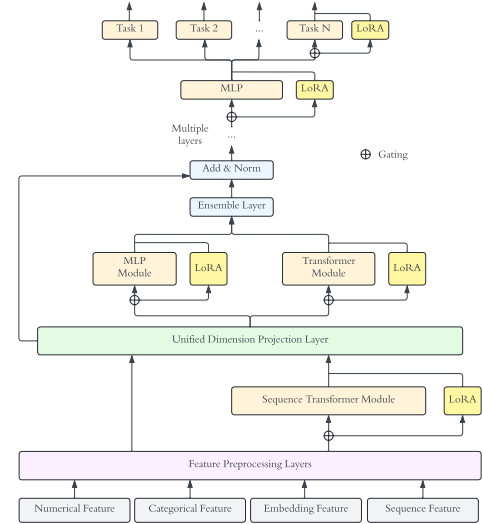 Task 1
Task 2
...
Task N
LoRA
MLP
LoRA
Multiple
layers
...
Gating
Add & Norm
Ensemble Layer
MLP
Module
LoRA
Transformer
Module
LoRA
Unified Dimension Projection Layer
Sequence Transformer Module
LoRA
Feature Preprocessing Layers
Numerical Feature
Categorical Feature
Embedding Feature
Sequence Feature